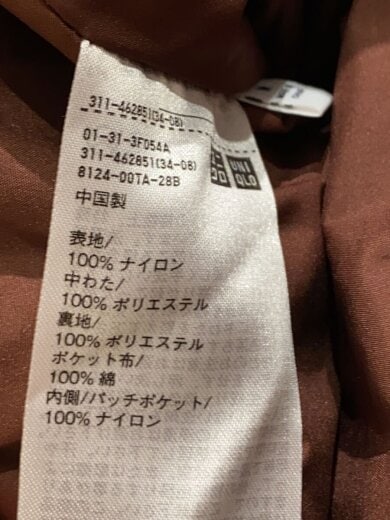 311-462851(34-08)
01-31-3F054A
311-462851(34-08)
8124-00TA-28B
UNI
QLO
中国製
表地/
100% ナイロン
中わた/
100% ポリエステル
裏地/
100% ポリエステル
ポケット布/
100% 綿
内側/パッチポケット/
100% ナイロン